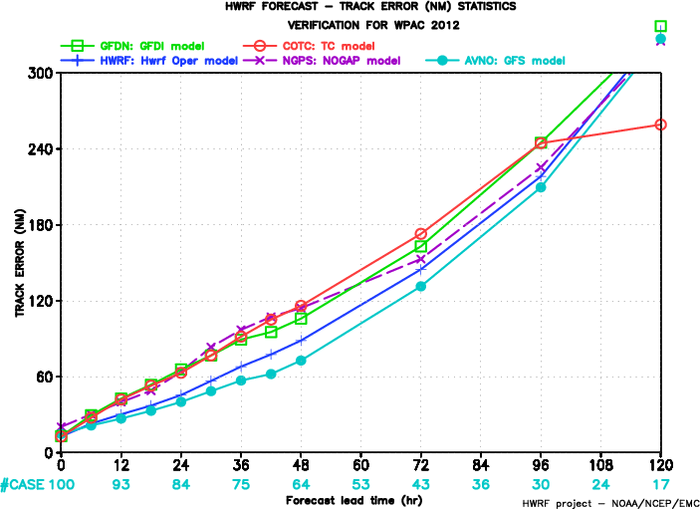 HWRF FORECAST – TRACK ERROR (NM) STATISTICS
VERIFICATION FOR WPAC 2012
GFDN: GFDI model COTC: TC model
HWRF: Hwrf Oper model NGPS: NOGAP model AVNO: GFS model
TRACK ERROR (NM)
300
240
180
120
60
0
0 12 24 36 48 60 72 84 96 108 120
#CASE 100 93 84 75 64 53 43 36 30 24 17
Forecast lead time (hr)
HWRF project – NOAA/NCEP/EMC